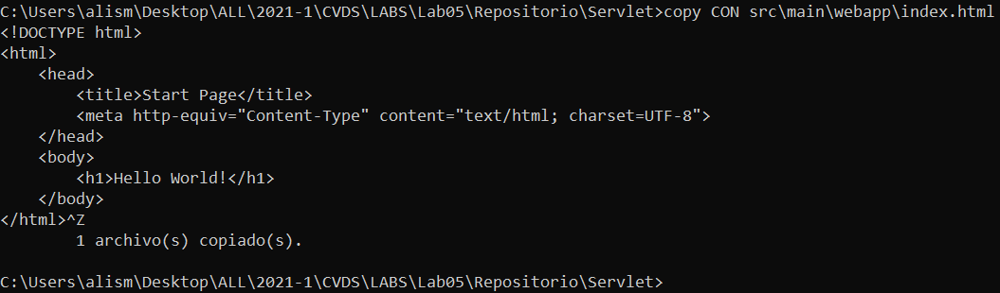 C:\Users\alism\Desktop\ALL\2021-1\CVDS\LABS\Lab05\Repositorio\Servlet>copy CON src\main\webapp\index.html
<!DOCTYPE html>
<html>
    <head>
        <title>Start Page</title>
        <meta http-equiv="Content-Type" content="text/html; charset=UTF-8">
    </head>
    <body>
        <h1>Hello World!</h1>
    </body>
</html>^Z
        1 archivo(s) copiado(s).

C:\Users\alism\Desktop\ALL\2021-1\CVDS\LABS\Lab05\Repositorio\Servlet>